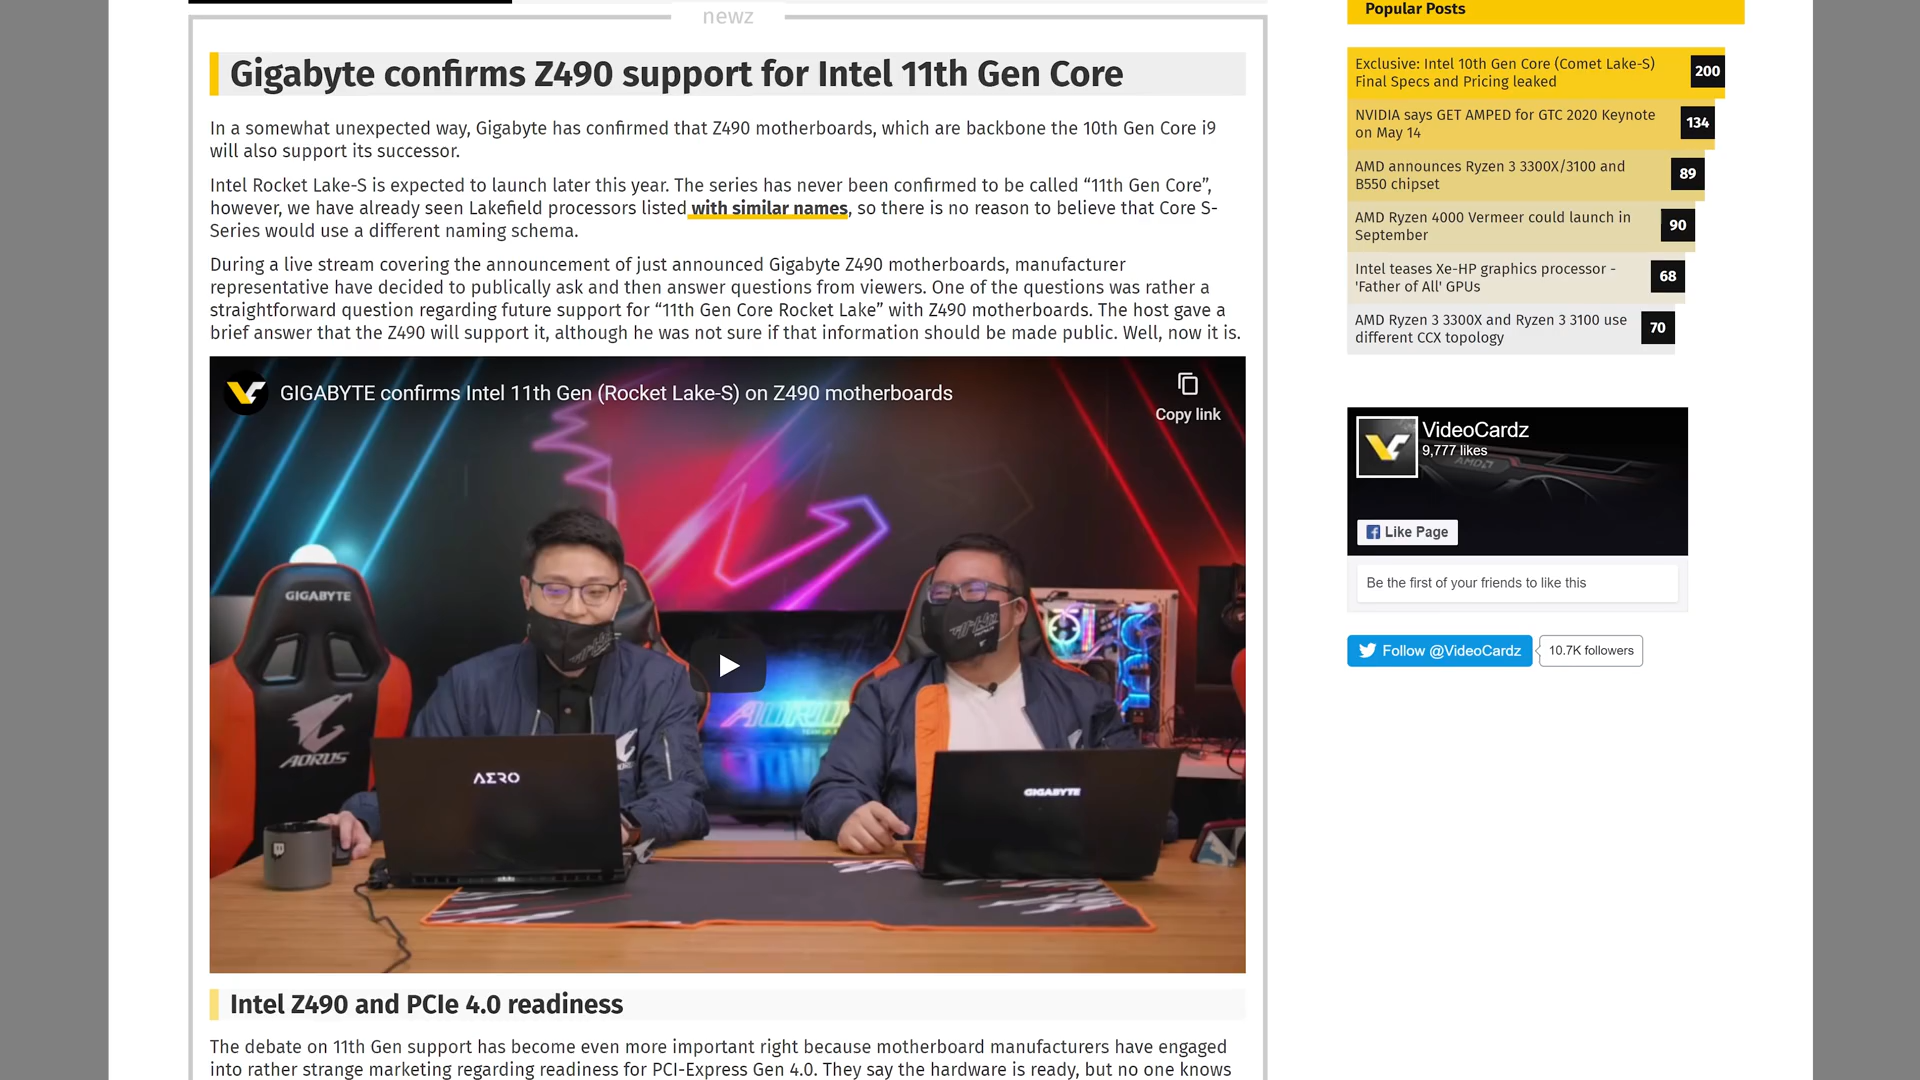 newz
Gigabyte confirms Z490 support for Intel 11th Gen Core
In a somewhat unexpected way, Gigabyte has confirmed that Z490 motherboards, which are backbone the 10th Gen Core i9
will also support its successor.
Intel Rocket Lake-S is expected to launch later this year. The series has never been confirmed to be called “11th Gen Core”,
however, we have already seen Lakefield processors listed with similar names, so there is no reason to believe that Core S-
Series would use a different naming schema.
During a live stream covering the announcement of just announced Gigabyte Z490 motherboards, manufacturer
representative have decided to publically ask and then answer questions from viewers. One of the questions was rather a
straightforward question regarding future support for “11th Gen Core Rocket Lake” with Z490 motherboards. The host gave a
brief answer that the Z490 will support it, although he was not sure if that information should be made public. Well, now it is.
GIGABYTE confirms Intel 11th Gen (Rocket Lake-S) on Z490 motherboards
Copy link
GIGABYTE
AORUS
AORUS
AERO
GIGABYTE
Intel Z490 and PCIe 4.0 readiness
The debate on 11th Gen support has become even more important right because motherboard manufacturers have engaged
into rather strange marketing regarding readiness for PCI-Express Gen 4.0. They say the hardware is ready, but no one knows
Popular Posts
Exclusive: Intel 10th Gen Core (Comet Lake-S)
Final Specs and Pricing leaked
200
NVIDIA says GET AMPED for GTC 2020 Keynote
on May 14
134
AMD announces Ryzen 3 3300X/3100 and
B550 chipset
89
AMD Ryzen 4000 Vermeer could launch in
September
90
Intel teases Xe-HP graphics processor -
'Father of All' GPUs
68
AMD Ryzen 3 3300X and Ryzen 3 3100 use
different CCX topology
70
VideoCardz
9,777 likes
AMD
Like Page
Be the first of your friends to like this
Follow @VideoCardz
10.7K followers